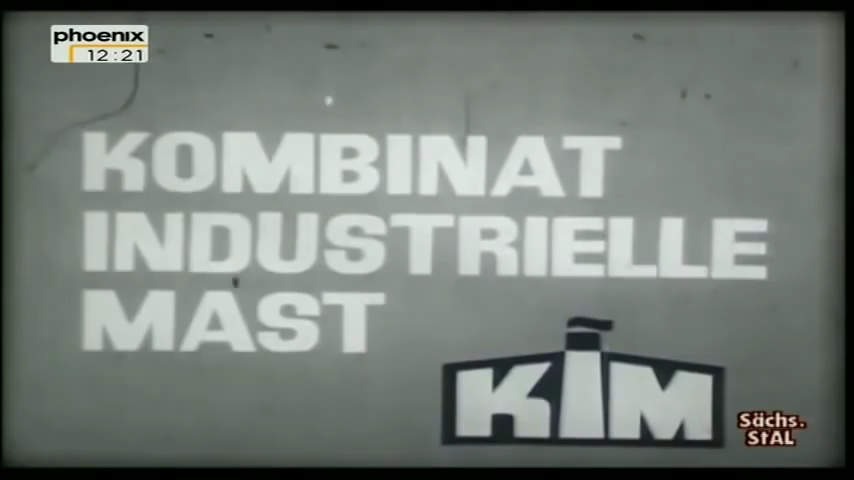 phoenix
12:21
KOMBINAT
INDUSTRIELLE
MAST
KIM
Sächs.
StAL